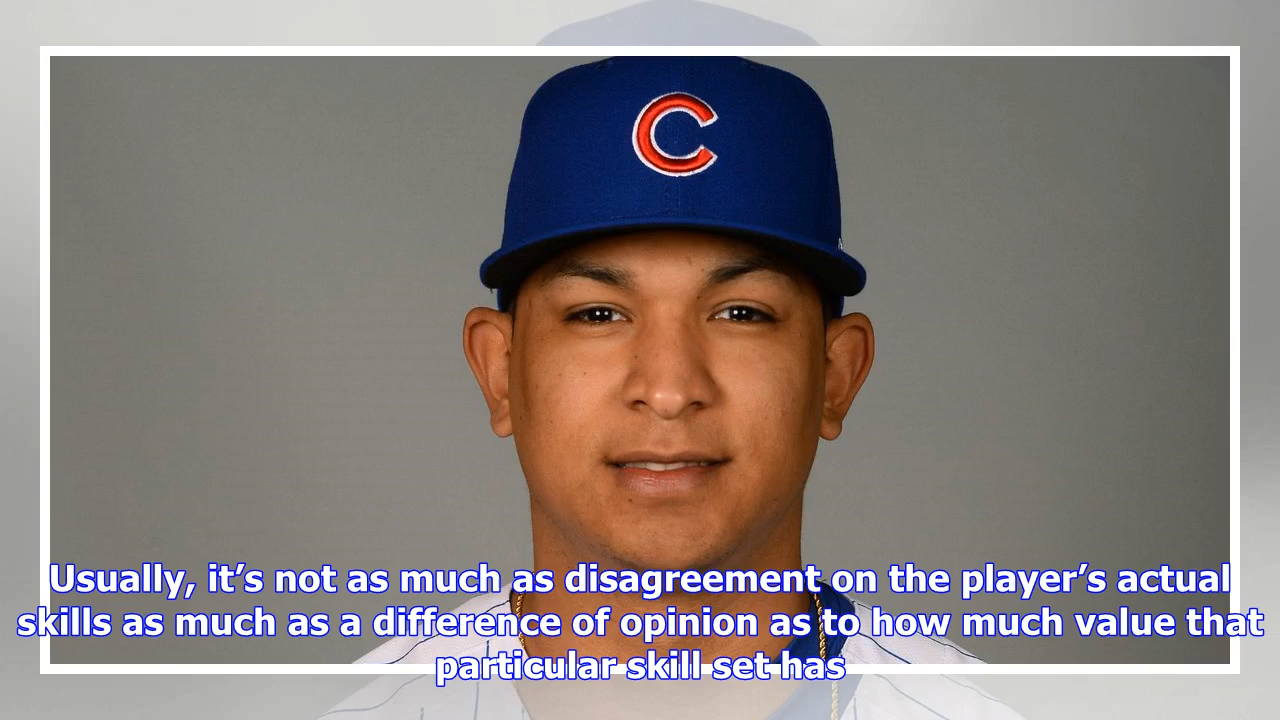 C
Usually, it’s not as much as disagreement on the player’s actual
skills as much as a difference of opinion as to how much value that
particular skill set has